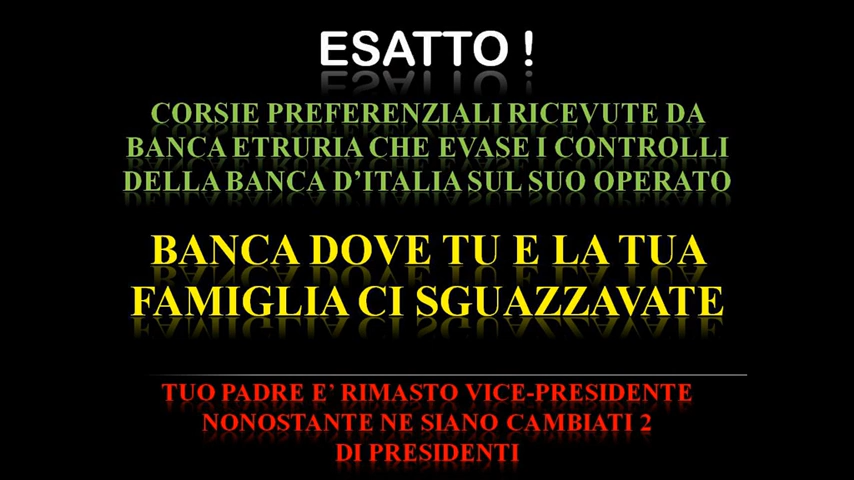 ESATTO !
CORSIE PREFERENZIALI RICEVUTE DA
BANCA ETRURIA CHE EVASE I CONTROLLI
DELLA BANCA D’ITALIA SUL SUO OPERATO
BANCA DOVE TU E LA TUA
FAMIGLIA CI SGUAZZAVATE
TUO PADRE E’ RIMASTO VICE-PRESIDENTE
NONOSTANTE NE SIANO CAMBIATI 2
DI PRESIDENTI